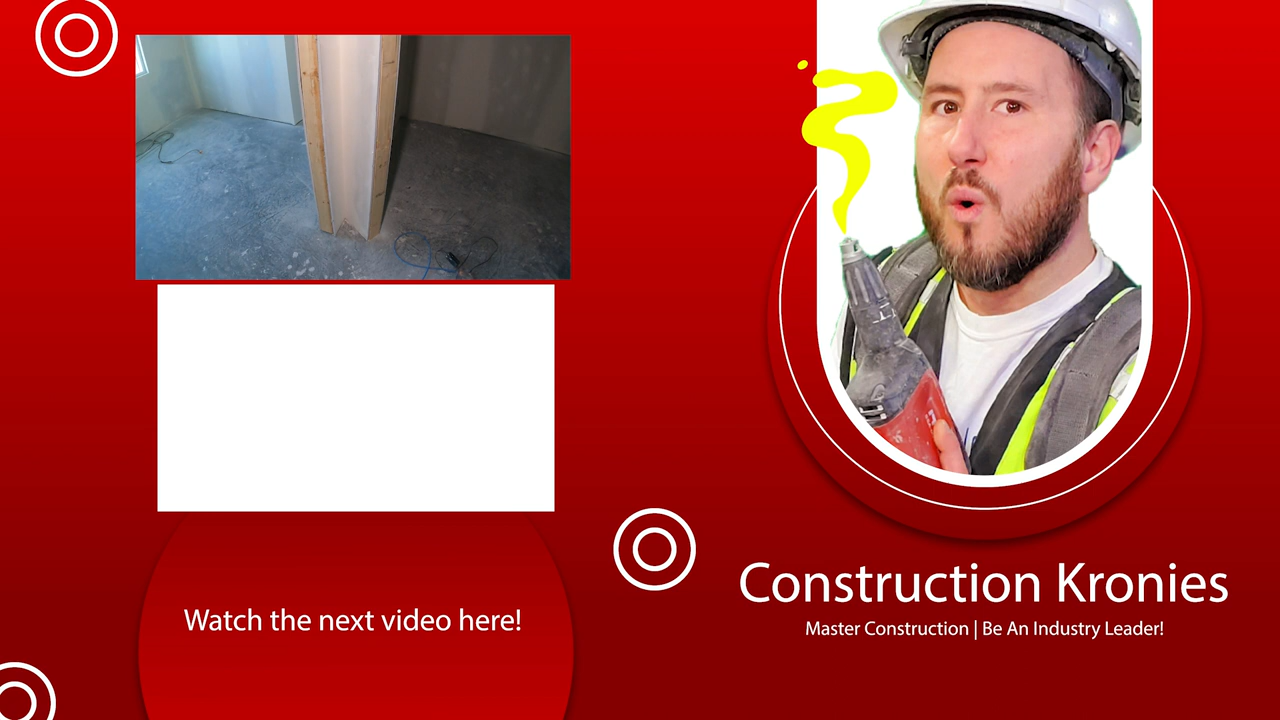 Watch the next video here!
Construction Kronies
Master Construction | Be An Industry Leader!